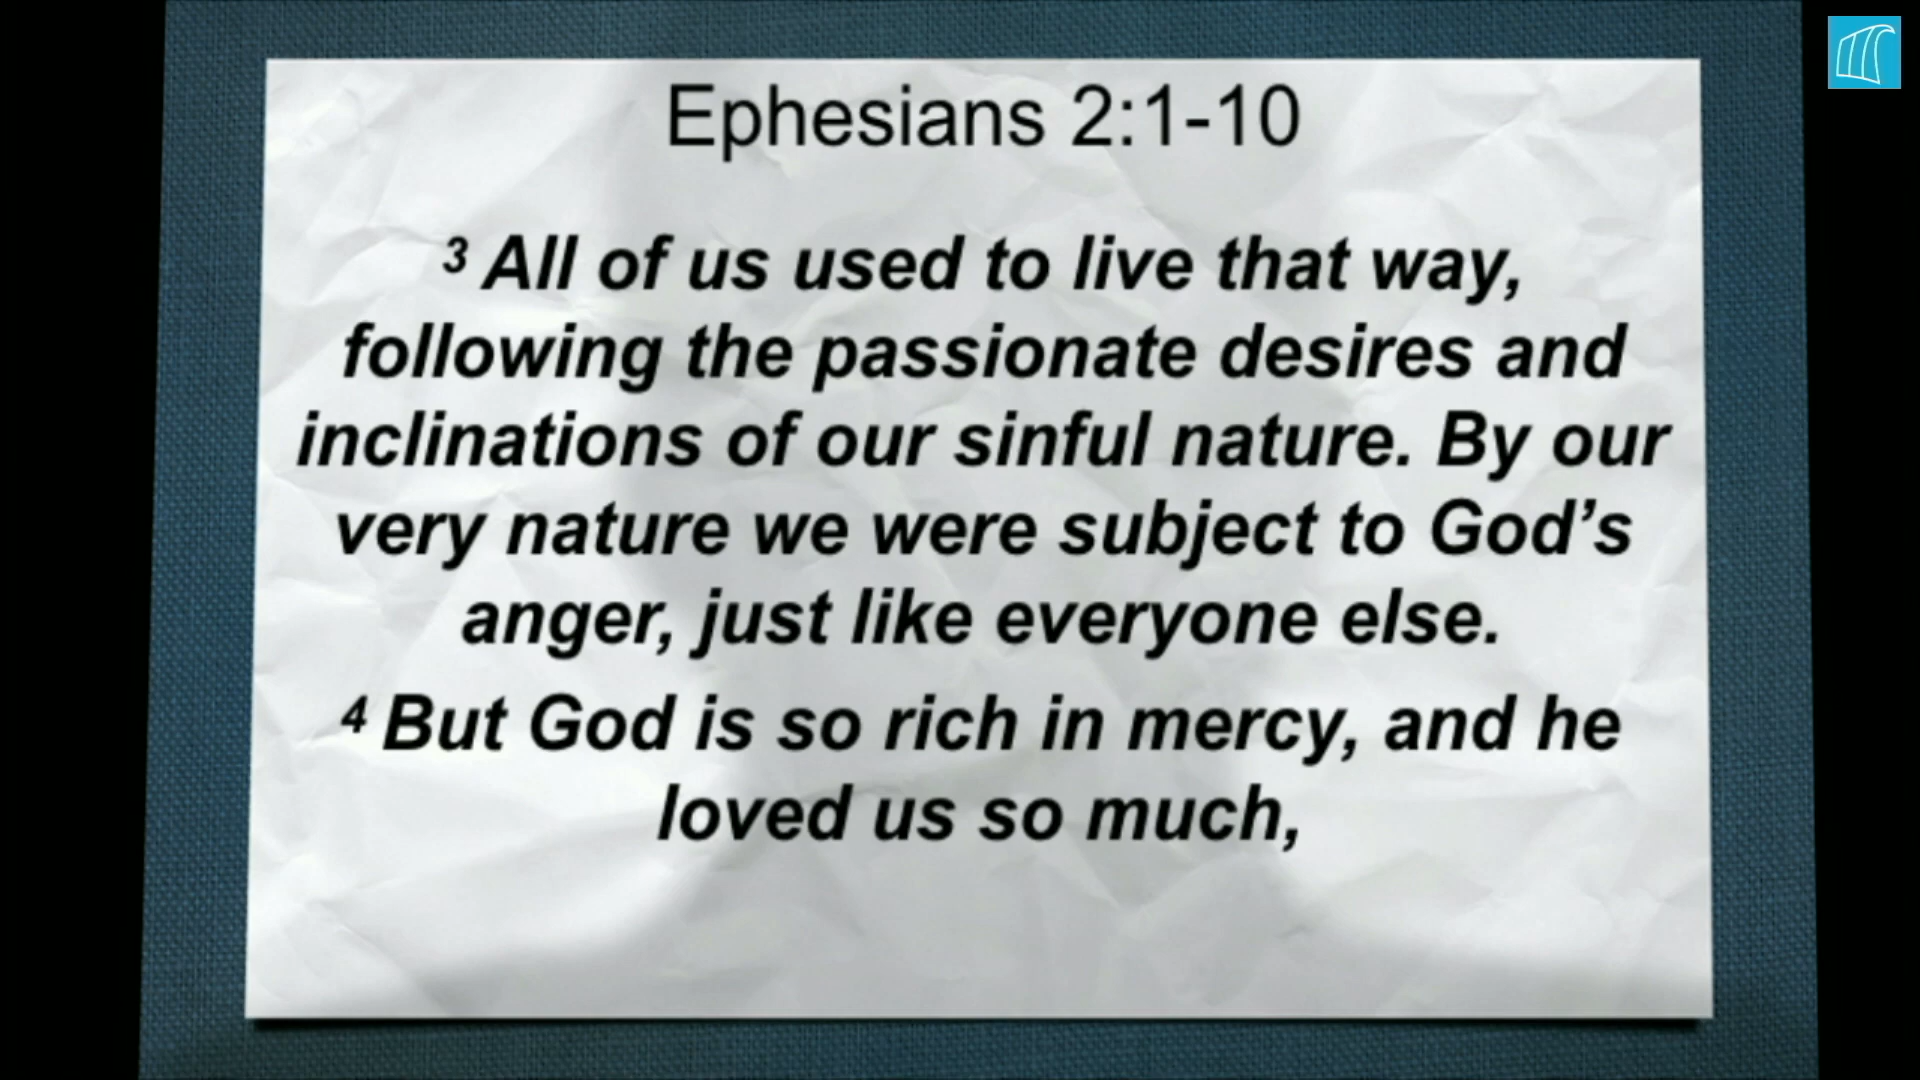 Ephesians 2:1-10
3 All of us used to live that way,
following the passionate desires and
inclinations of our sinful nature. By our
very nature we were subject to God’s
anger, just like everyone else.
4 But God is so rich in mercy, and he
loved us so much,